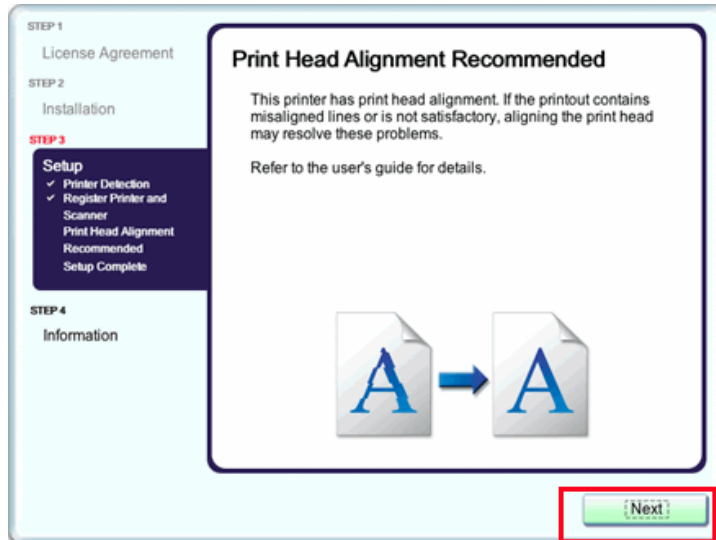 STEP 1
License Agreement
STEP 2
Installation
STEP 3
Setup
✓ Printer Detection
✓ Register Printer and
Scanner
Print Head Alignment
Recommended
Setup Complete
STEP 4
Information
Print Head Alignment Recommended
This printer has print head alignment. If the printout contains
misaligned lines or is not satisfactory, aligning the print head
may resolve these problems.
Refer to the user's guide for details.
A
A
Next